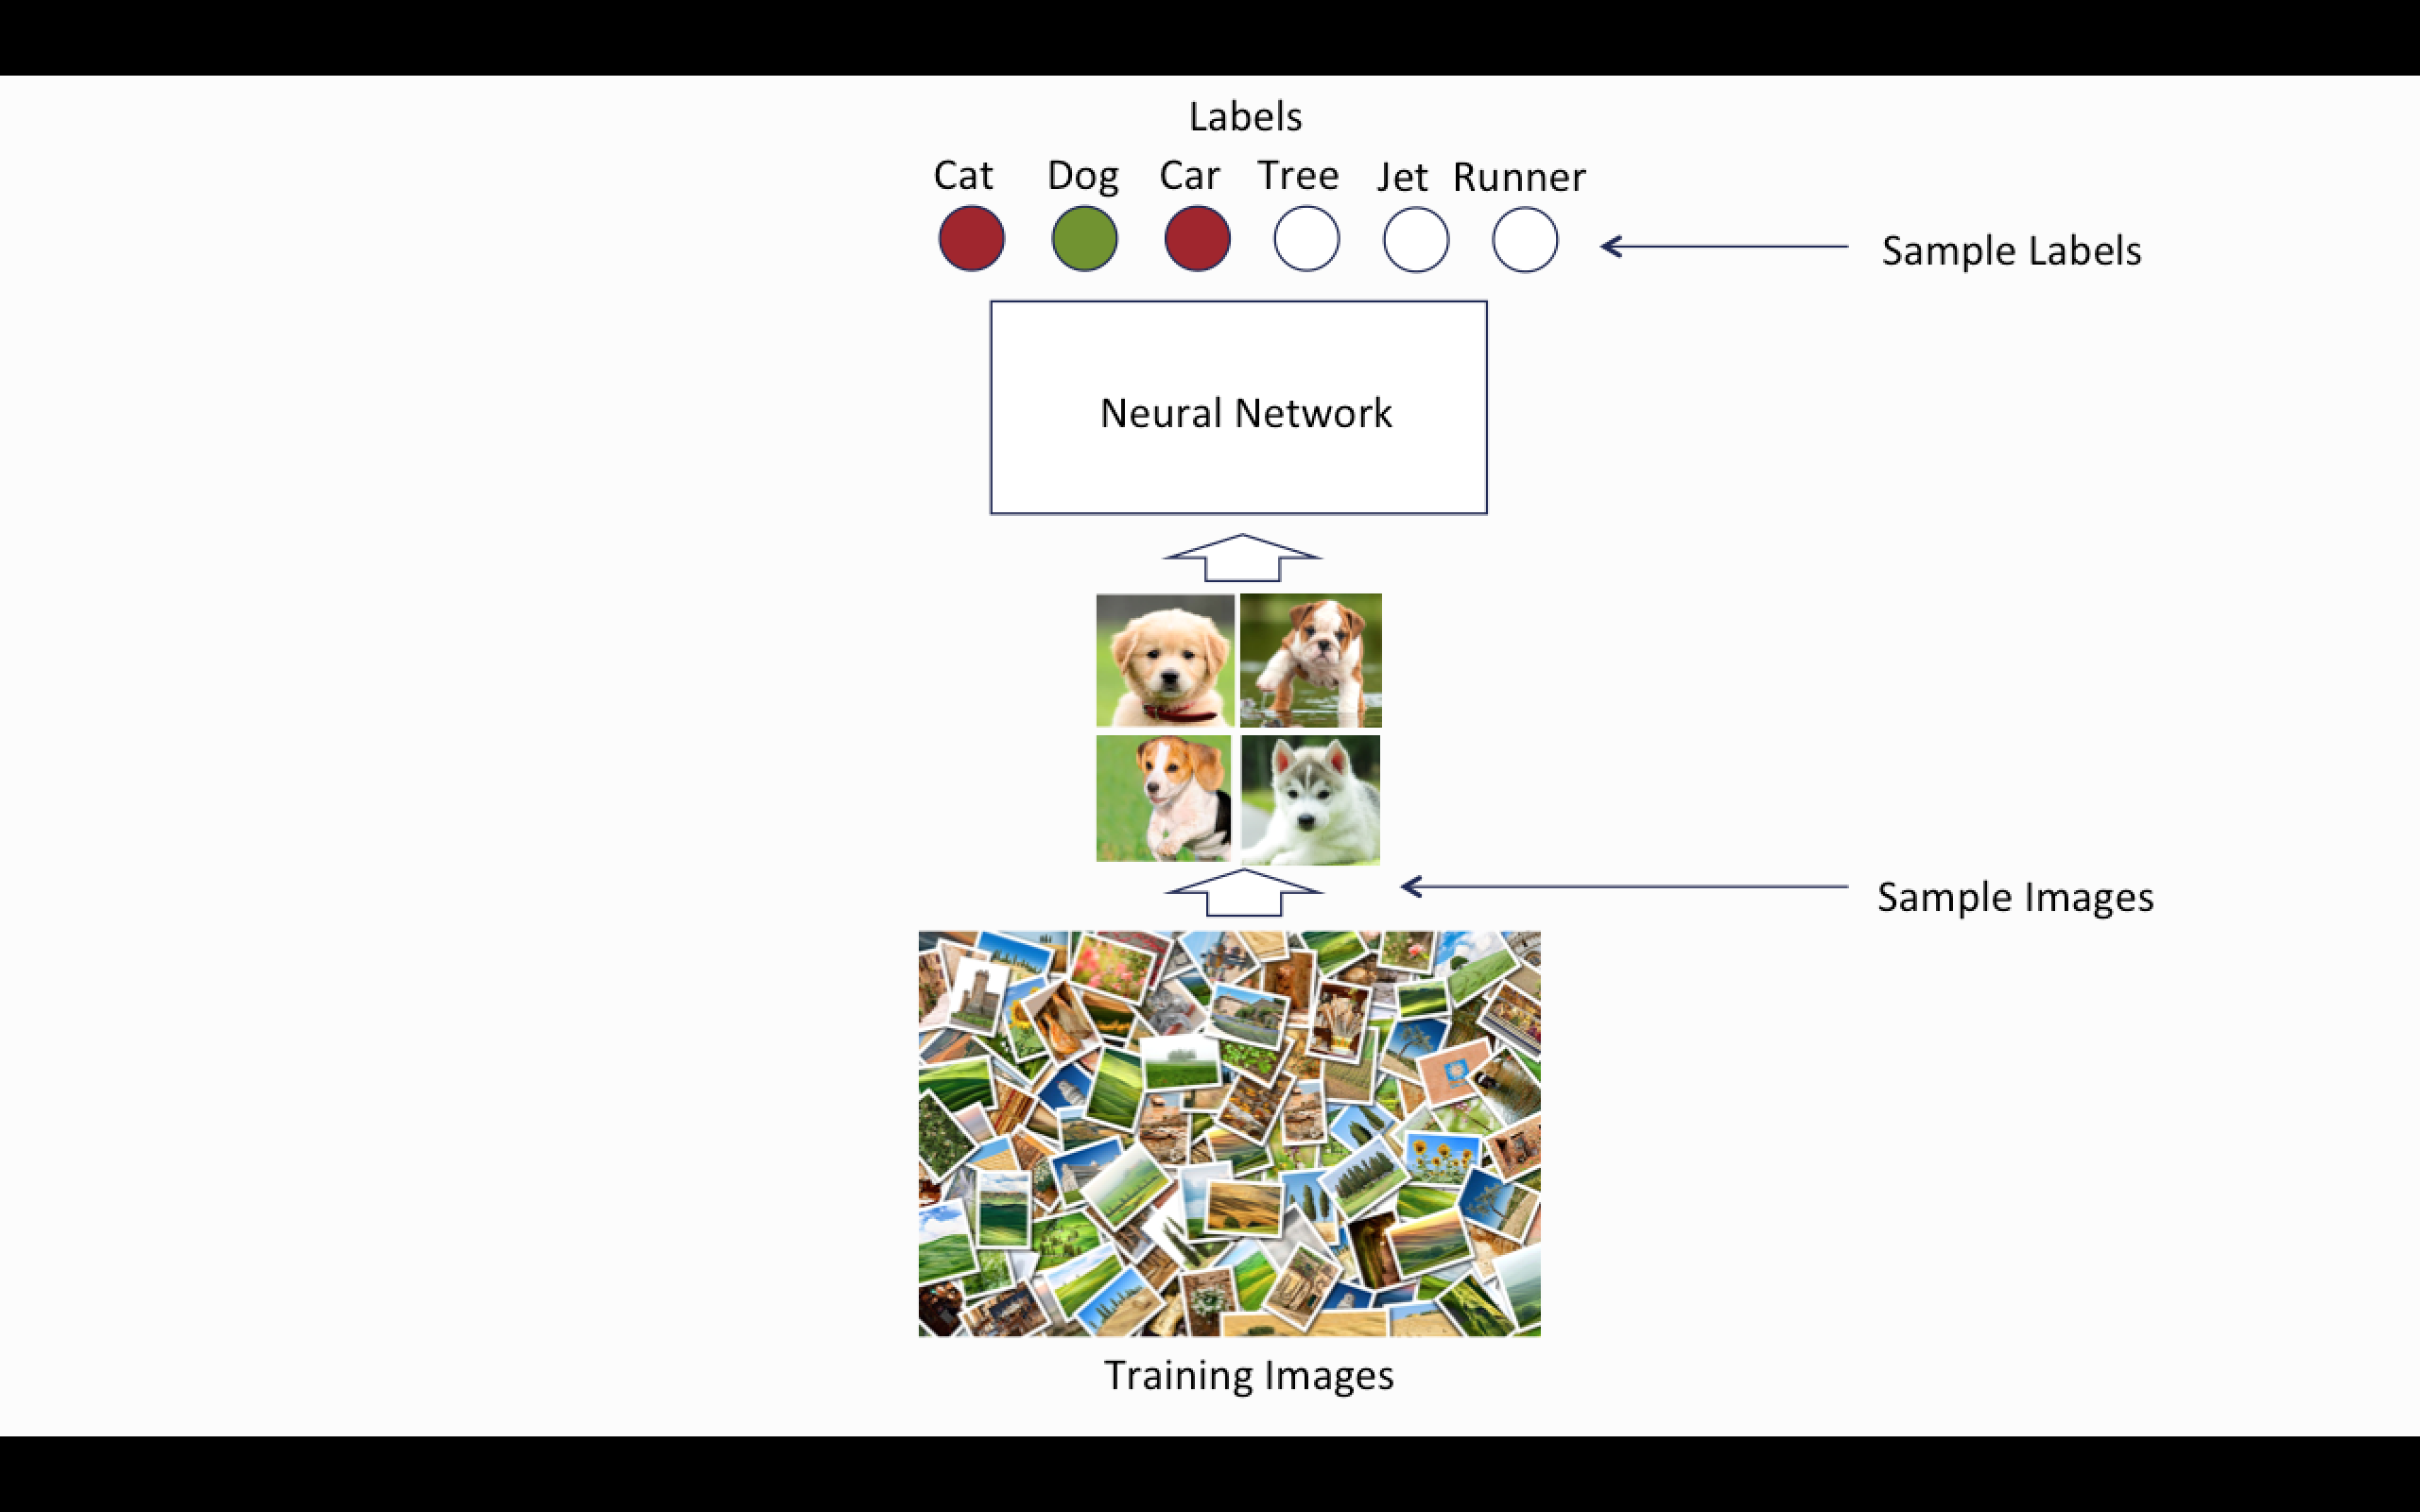 Labels
Cat Dog Car Tree Jet Runner
Sample Labels
Neural Network
Sample Images
Training Images